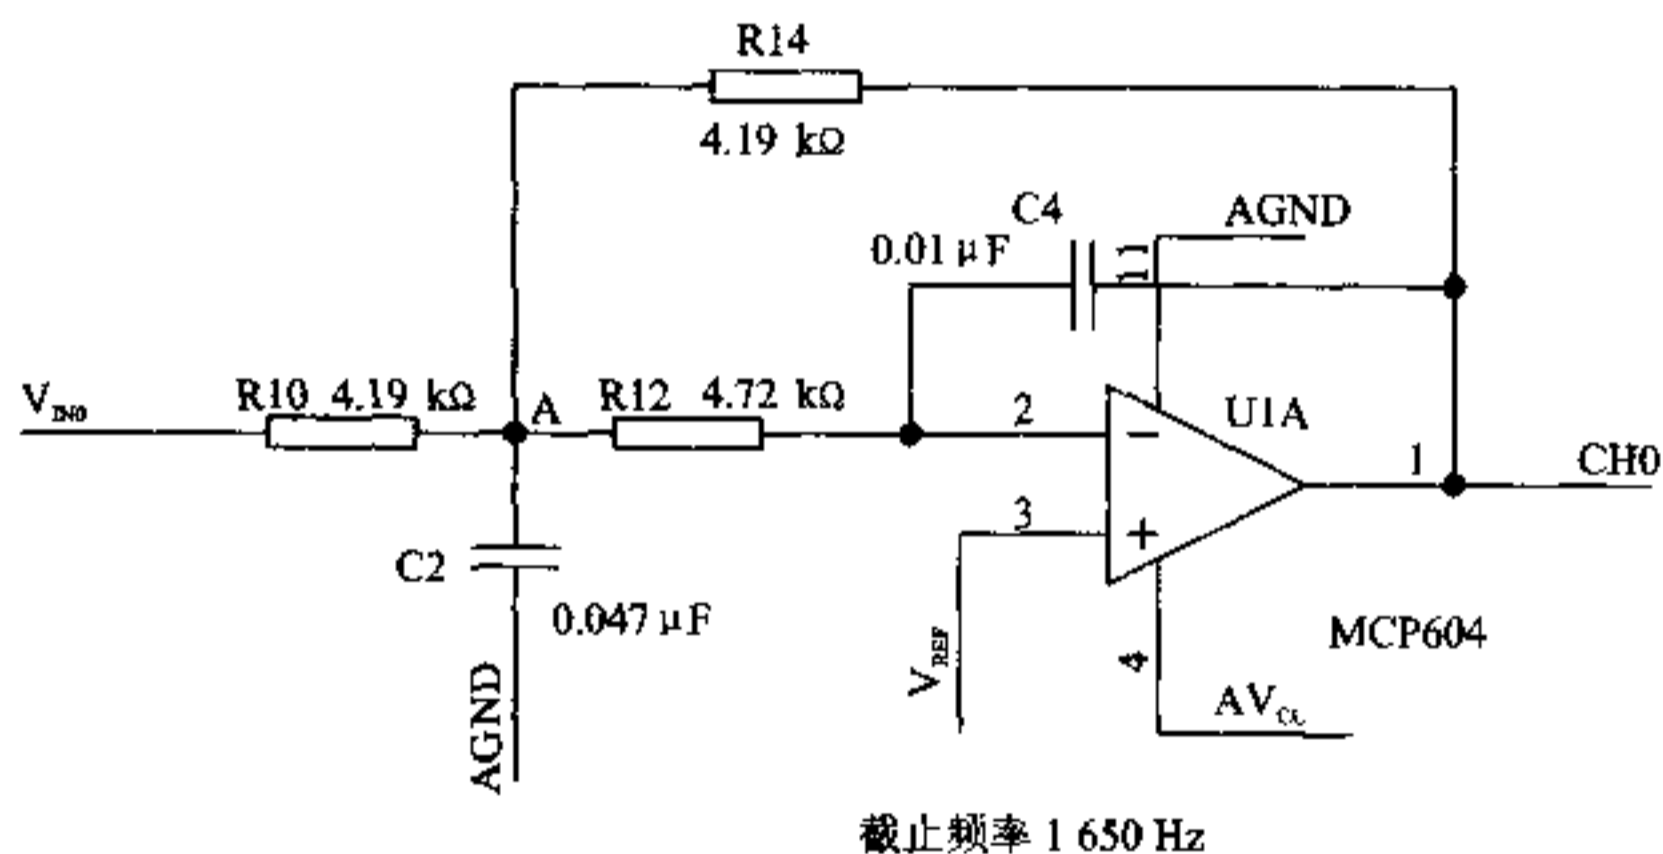 R14
4.19 kΩ
C4
0.01 μF
11
AGND
V_IN0
R10 4.19 kΩ
A
R12 4.72 kΩ
2
U1A
1
CH0
3
C2
0.047 μF
AGND
V_REF
4
MCP604
AV_CC
截止频率 1 650 Hz